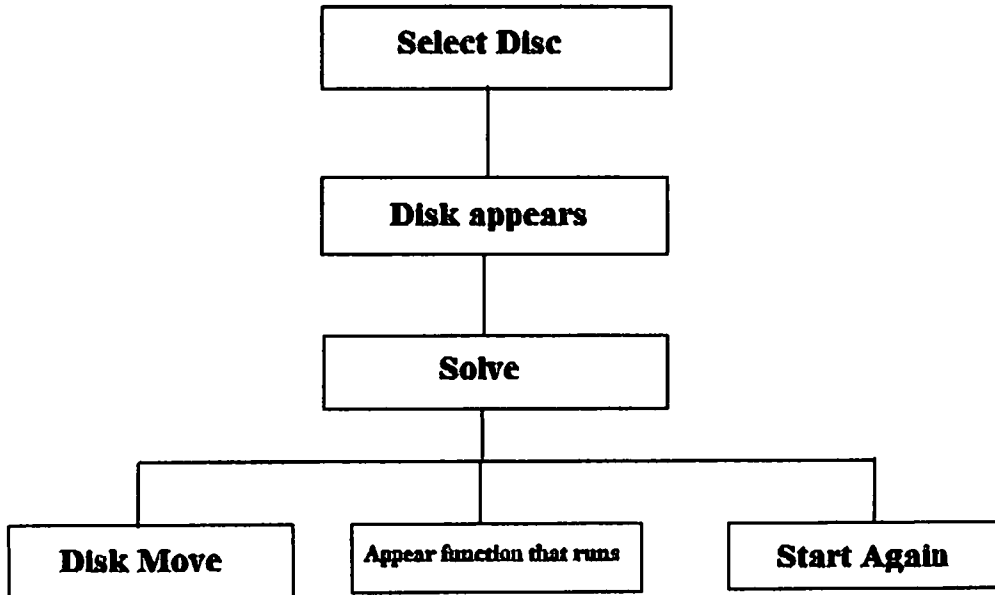 Select Disc
Disk appears
Solve
Disk Move
Appear function that runs
Start Again